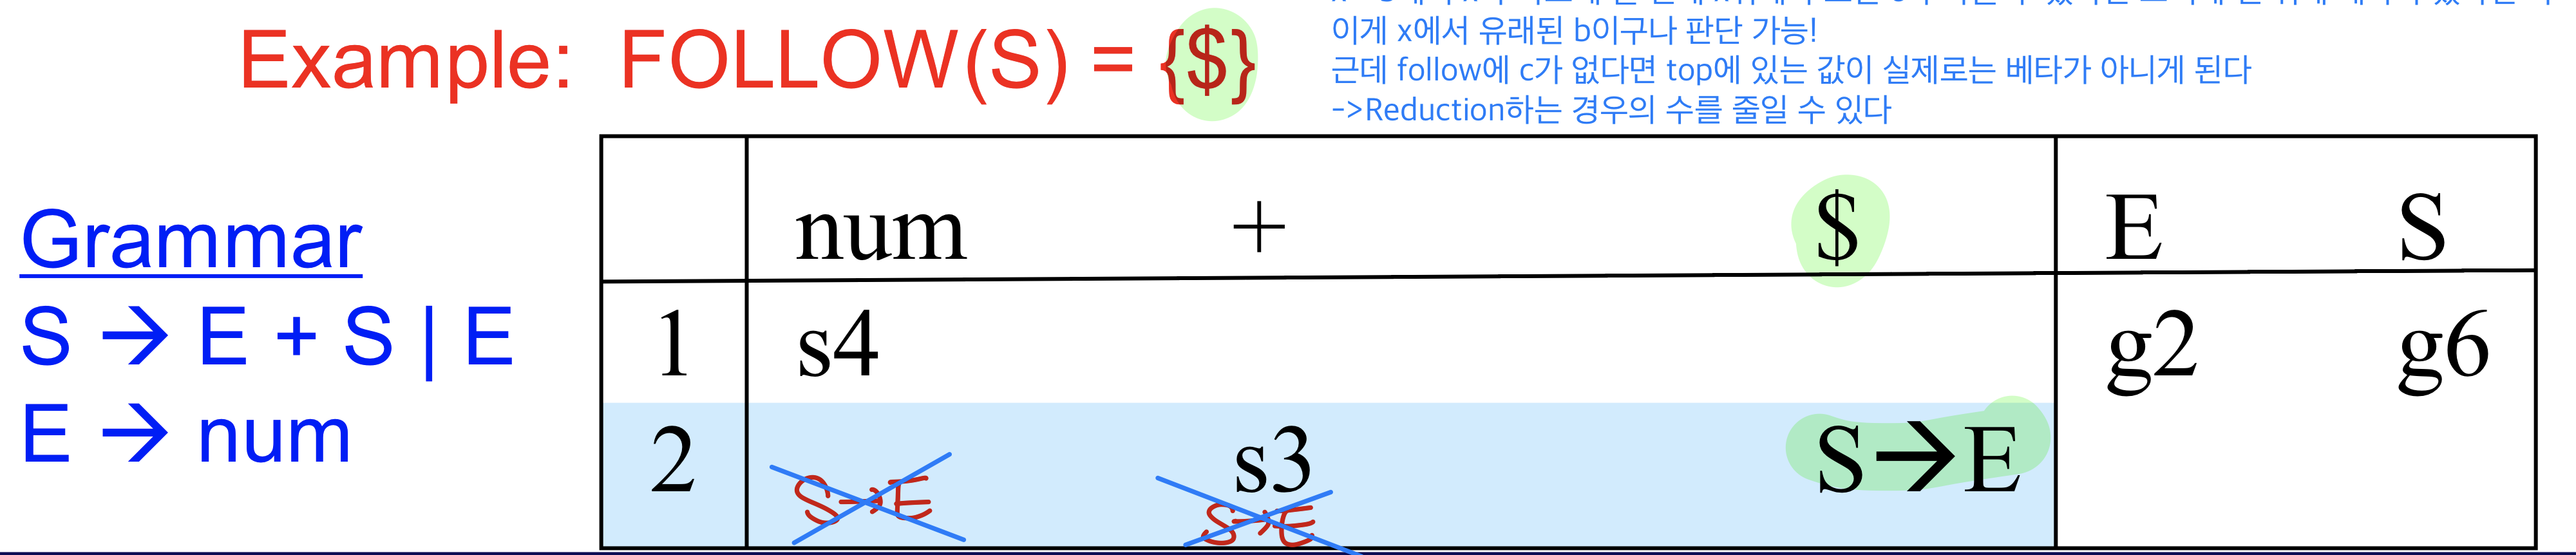 Example: FOLLOW(S) = {$}
이게 x에서 유래된 b이구나 판단 가능!
근데 follow에 c가 없다면 top에 있는 값이 실제로는 베타가 아니게 된다
->Reduction하는 경우의 수를 줄일 수 있다
Grammar
S → E + S | E
E → num
num + $ E S
1 s4 g2 g6
2 s3 S→E
S→E S→E